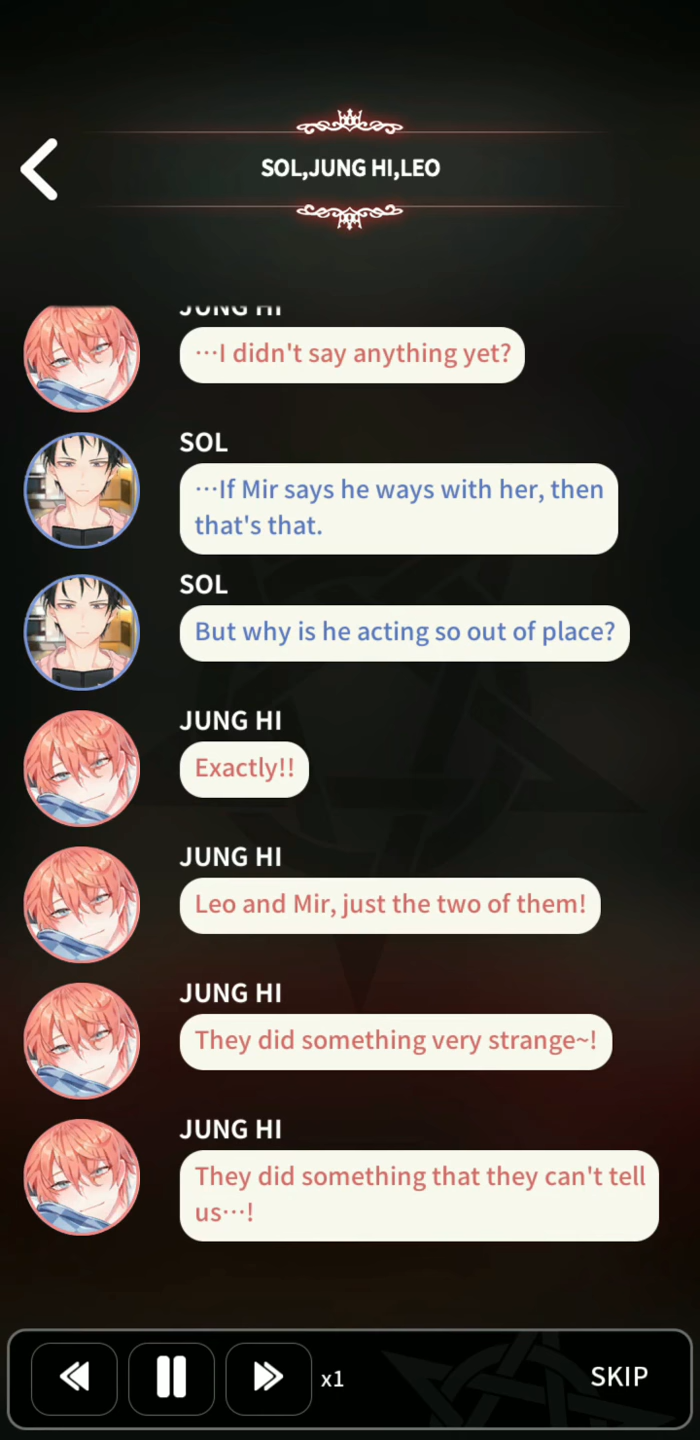 SOL,JUNG HI,LEO
JUNG HI
…I didn't say anything yet?
SOL
…If Mir says he ways with her, then
that's that.
SOL
But why is he acting so out of place?
JUNG HI
Exactly!!
JUNG HI
Leo and Mir, just the two of them!
JUNG HI
They did something very strange~!
JUNG HI
They did something that they can't tell
us…!
x1
SKIP